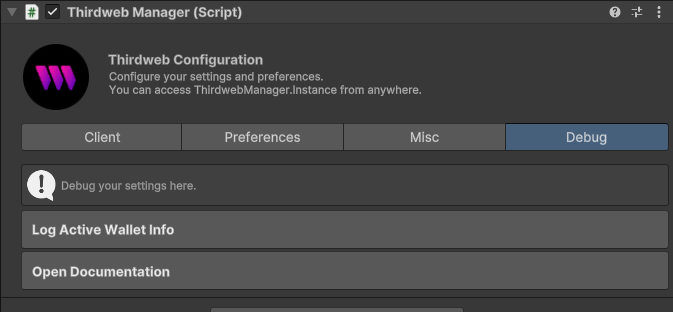 Thirdweb Manager (Script)
Thirdweb Configuration
Configure your settings and preferences.
You can access ThirdwebManager.Instance from anywhere.
Client Preferences Misc Debug
Debug your settings here.
Log Active Wallet Info
Open Documentation